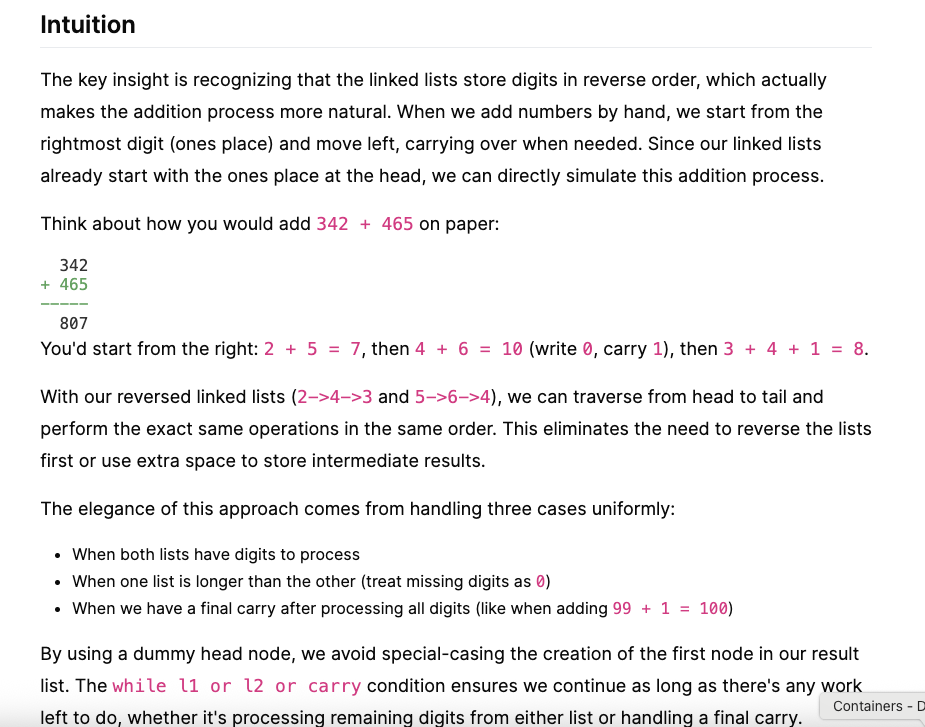 Intuition
The key insight is recognizing that the linked lists store digits in reverse order, which actually
makes the addition process more natural. When we add numbers by hand, we start from the
rightmost digit (ones place) and move left, carrying over when needed. Since our linked lists
already start with the ones place at the head, we can directly simulate this addition process.
Think about how you would add 342 + 465 on paper:
342
+ 465
-----
807
You'd start from the right: 2 + 5 = 7, then 4 + 6 = 10 (write 0, carry 1), then 3 + 4 + 1 = 8.
With our reversed linked lists (2->4->3 and 5->6->4), we can traverse from head to tail and
perform the exact same operations in the same order. This eliminates the need to reverse the lists
first or use extra space to store intermediate results.
The elegance of this approach comes from handling three cases uniformly:
• When both lists have digits to process
• When one list is longer than the other (treat missing digits as 0)
• When we have a final carry after processing all digits (like when adding 99 + 1 = 100)
By using a dummy head node, we avoid special-casing the creation of the first node in our result
list. The while l1 or l2 or carry condition ensures we continue as long as there's any work
left to do, whether it's processing remaining digits from either list or handling a final carry.
Containers - D